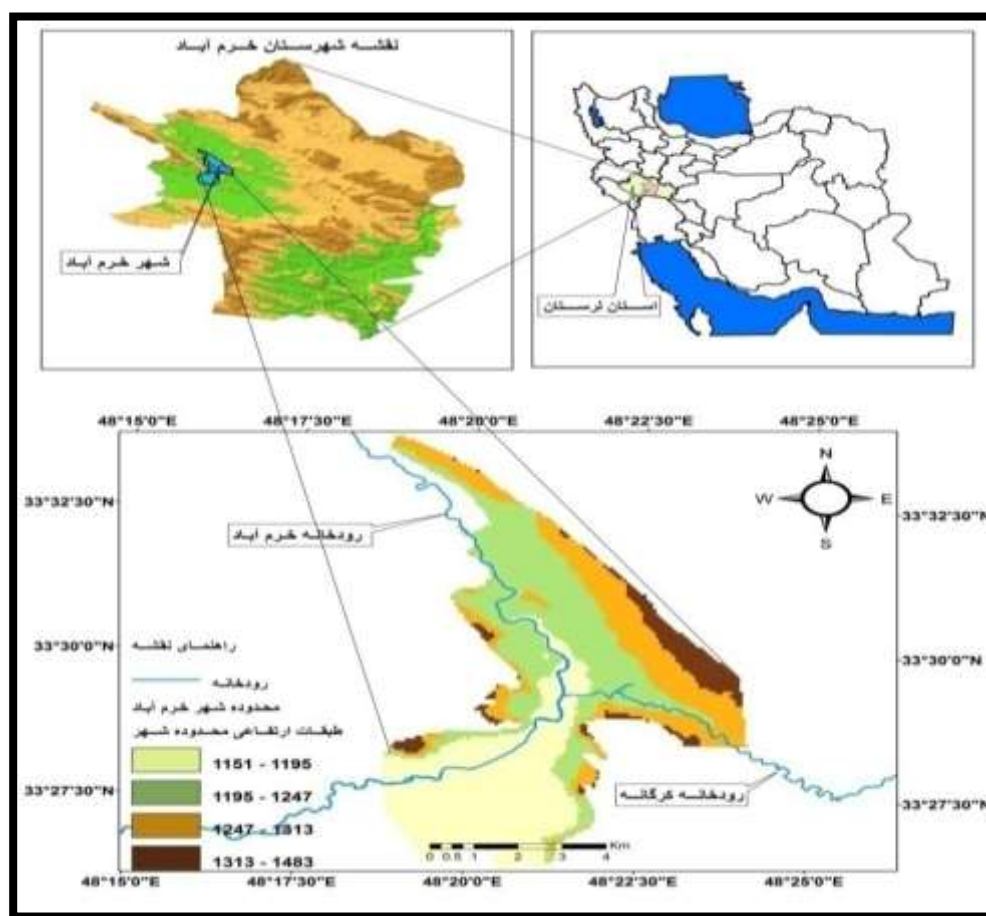 نقشه شهرستان خرم آباد
شهر خرم آباد
استان لرستان
48°15'0"E 48°17'30"E 48°20'0"E 48°22'30"E 48°25'0"E
N
W E
S
33°32'30"N 33°32'30"N
رودخانه خرم آباد
33°30'0"N 33°30'0"N
راهنمای نقشه
رودخانه
محدوده شهر خرم آباد
طبقات ارتفاعی محدوده شهر
1151 - 1195
1195 - 1247
1247 - 1313
1313 - 1483
رودخانه کرگانه
33°27'30"N 33°27'30"N
0 0.5 1 2 3 4 Km
48°15'0"E 48°17'30"E 48°20'0"E 48°22'30"E 48°25'0"E